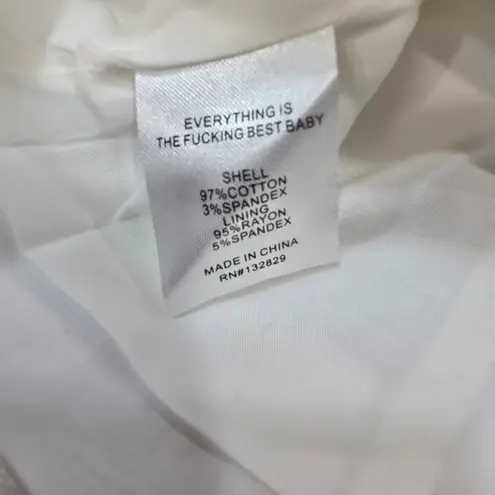 EVERYTHING IS
THE FUCKING BEST BABY
SHELL
97%COTTON
3%SPANDEX
LINING
95%RAYON
5%SPANDEX
MADE IN CHINA
RN#132829